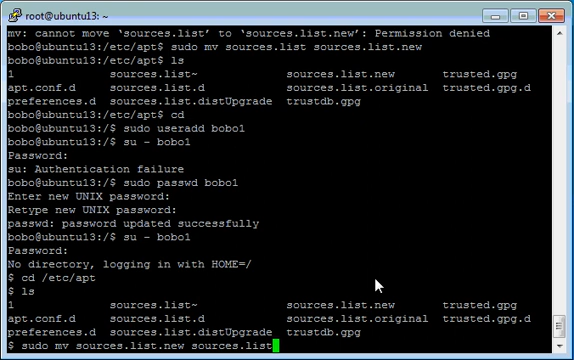 root@ubuntu13: ~
mv: cannot move ‘sources.list’ to ‘sources.list.new’: Permission denied
bobo@ubuntu13:/etc/apt$ sudo mv sources.list sources.list.new
bobo@ubuntu13:/etc/apt$ ls
1 sources.list~ sources.list.new trusted.gpg
apt.conf.d sources.list.d sources.list.original trusted.gpg.d
preferences.d sources.list.distUpgrade trustdb.gpg
bobo@ubuntu13:/etc/apt$ cd
bobo@ubuntu13:/$ sudo useradd bobo1
bobo@ubuntu13:/$ su - bobo1
Password:
su: Authentication failure
bobo@ubuntu13:/$ sudo passwd bobo1
Enter new UNIX password:
Retype new UNIX password:
passwd: password updated successfully
bobo@ubuntu13:/$ su - bobo1
Password:
No directory, logging in with HOME=/
$ cd /etc/apt
$ ls
1 sources.list~ sources.list.new trusted.gpg
apt.conf.d sources.list.d sources.list.original trusted.gpg.d
preferences.d sources.list.distUpgrade trustdb.gpg
$ sudo mv sources.list.new sources.list